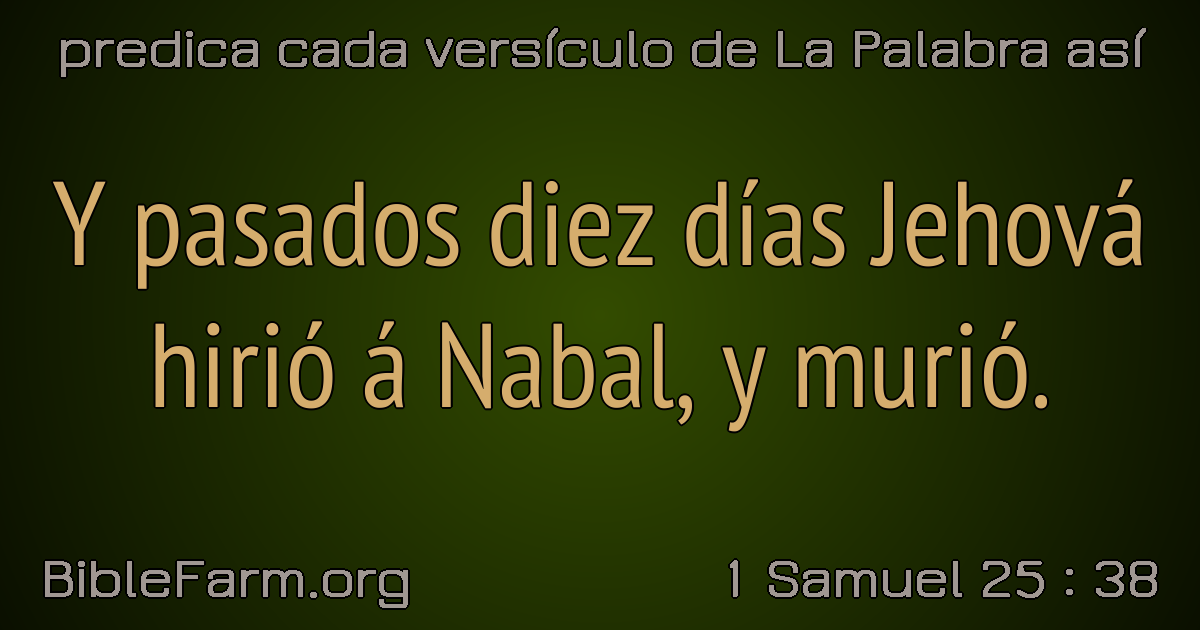 predica cada versículo de La Palabra así
Y pasados diez días Jehová
hirió á Nabal, y murió.
BibleFarm.org
1 Samuel 25 : 38